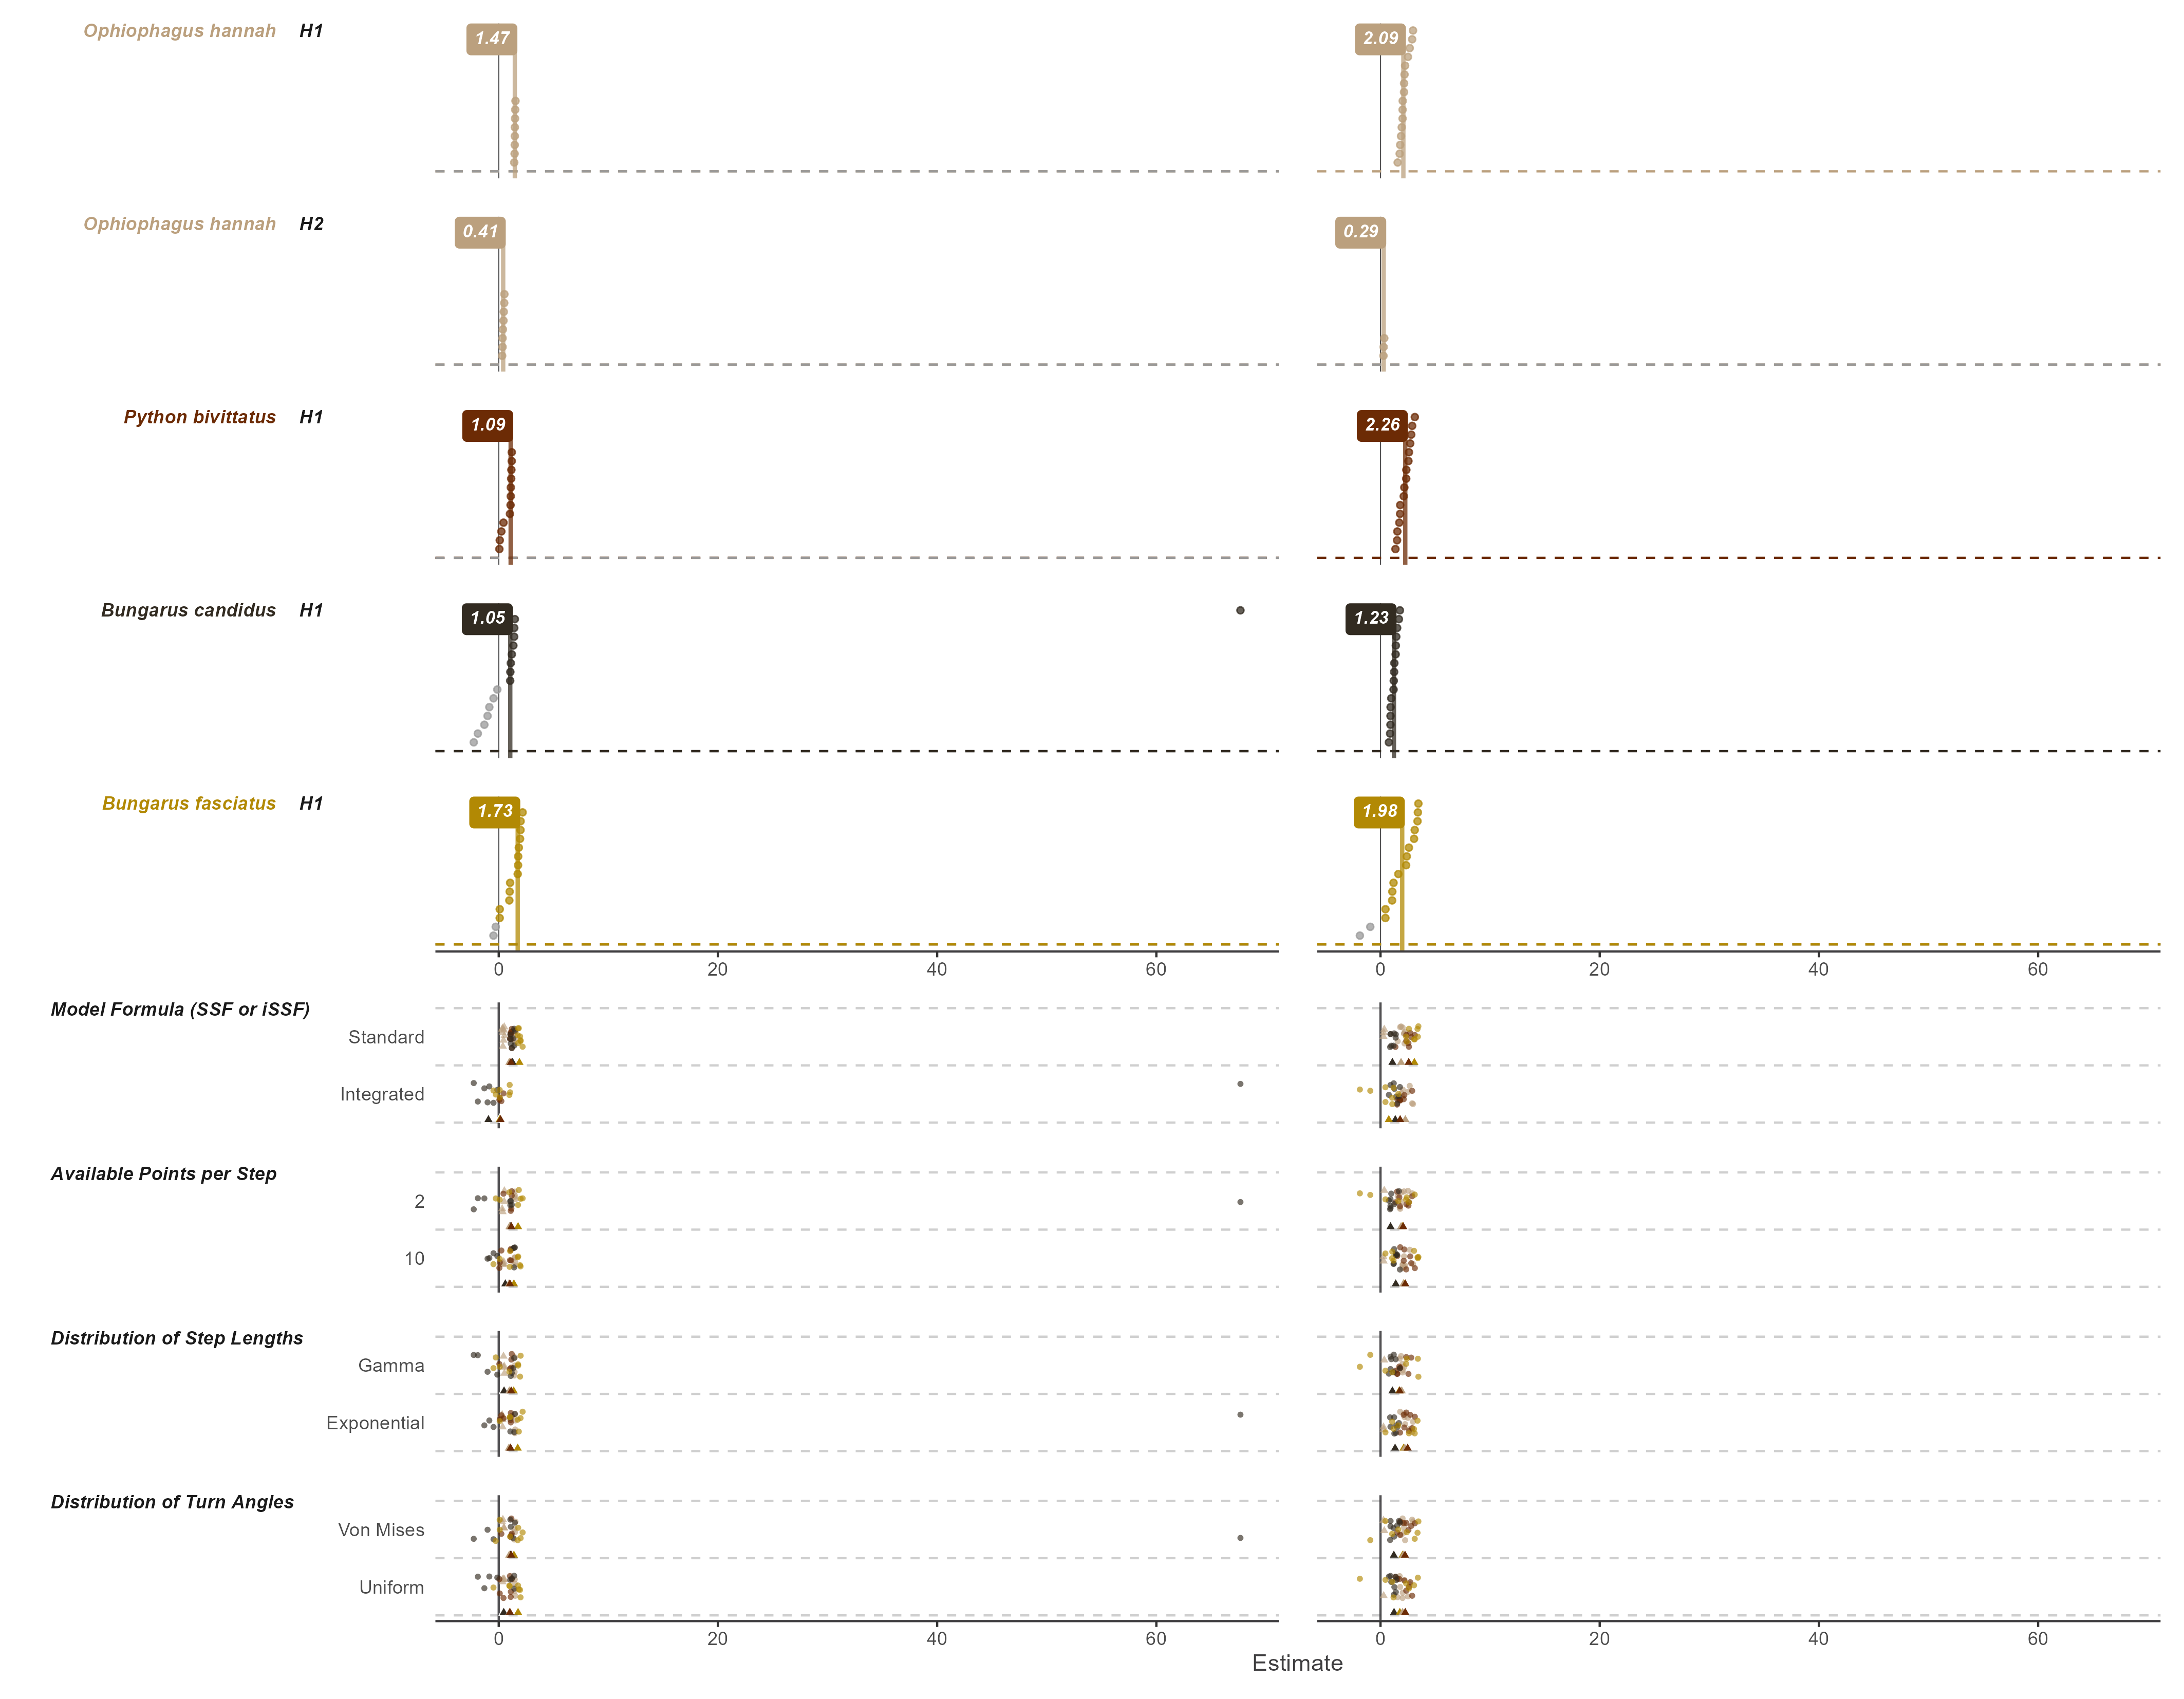 Ophiophagus hannah H1 1.47 2.09
Ophiophagus hannah H2 0.41 0.29
Python bivittatus H1 1.09 2.26
Bungarus candidus H1 1.05 1.23
Bungarus fasciatus H1 1.73 1.98
0 20 40 60 0 20 40 60
Model Formula (SSF or iSSF)
Standard
Integrated
Available Points per Step
2
10
Distribution of Step Lengths
Gamma
Exponential
Distribution of Turn Angles
Von Mises
Uniform
0 20 40 60 0 20 40 60
Estimate